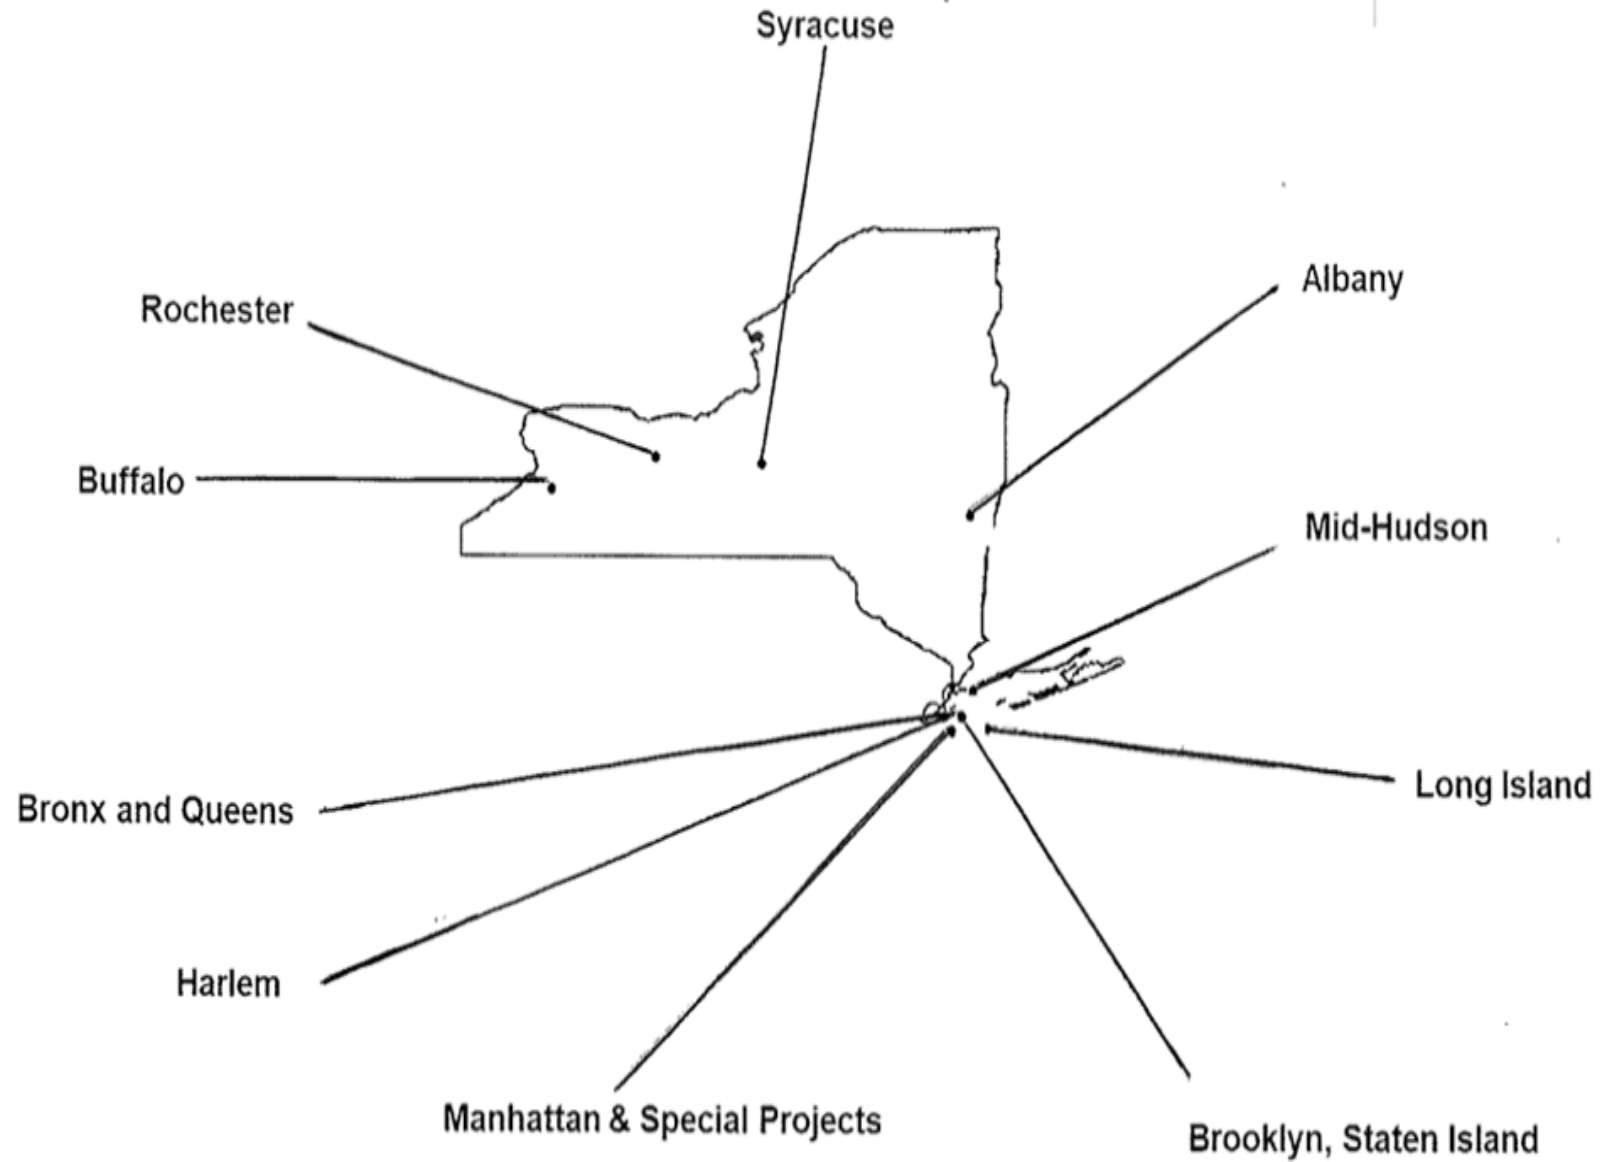 Syracuse
Rochester
Albany
Buffalo
Mid-Hudson
Bronx and Queens
Long Island
Harlem
Manhattan & Special Projects
Brooklyn, Staten Island